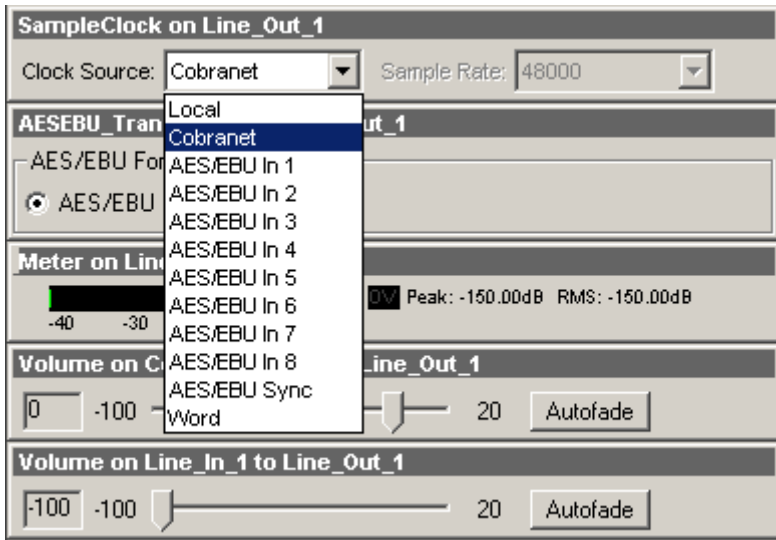 SampleClock on Line_Out_1
Clock Source: Cobranet Sample Rate: 48000
Local
Cobranet
AES/EBU In 1
AES/EBU In 2
AES/EBU In 3
AES/EBU In 4
AES/EBU In 5
AES/EBU In 6
AES/EBU In 7
AES/EBU In 8
AES/EBU Sync
Word
AESEBU_Tran ut_1
AES/EBU For
AES/EBU
Meter on Lin
Peak: -150.00dB RMS: -150.00dB
-40 -30
Volume on C Line_Out_1
0 -100 20 Autofade
Volume on Line_In_1 to Line_Out_1
-100 -100 20 Autofade